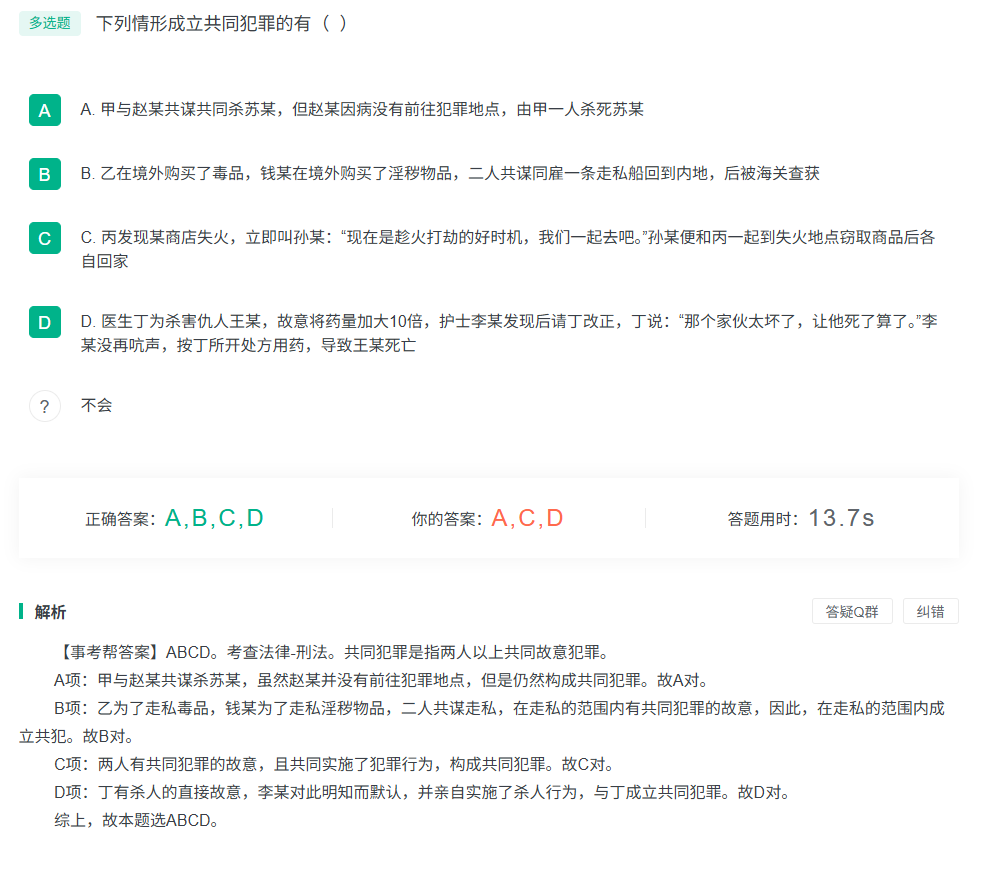 多选题 下列情形成立共同犯罪的有（ ）
A A. 甲与赵某共谋共同杀苏某，但赵某因病没有前往犯罪地点，由甲一人杀死苏某
B B. 乙在境外购买了毒品，钱某在境外购买了淫秽物品，二人共谋同雇一条走私船回到内地，后被海关查获
C C. 丙发现某商店失火，立即叫孙某：“现在是趁火打劫的好时机，我们一起去吧。”孙某便和丙一起到失火地点窃取商品后各
自回家
D D. 医生丁为杀害仇人王某，故意将药量加大10倍，护士李某发现后请丁改正，丁说：“那个家伙太坏了，让他死了算了。”李
某没再吭声，按丁所开处方用药，导致王某死亡
? 不会
正确答案：A,B,C,D 你的答案：A,C,D 答题用时：13.7s
解析 答疑Q群 纠错
【事考帮答案】ABCD。考查法律-刑法。共同犯罪是指两人以上共同故意犯罪。
A项：甲与赵某共谋杀苏某，虽然赵某并没有前往犯罪地点，但是仍然构成共同犯罪。故A对。
B项：乙为了走私毒品，钱某为了走私淫秽物品，二人共谋走私，在走私的范围内有共同犯罪的故意，因此，在走私的范围内成
立共犯。故B对。
C项：两人有共同犯罪的故意，且共同实施了犯罪行为，构成共同犯罪。故C对。
D项：丁有杀人的直接故意，李某对此明知而默认，并亲自实施了杀人行为，与丁成立共同犯罪。故D对。
综上，故本题选ABCD。